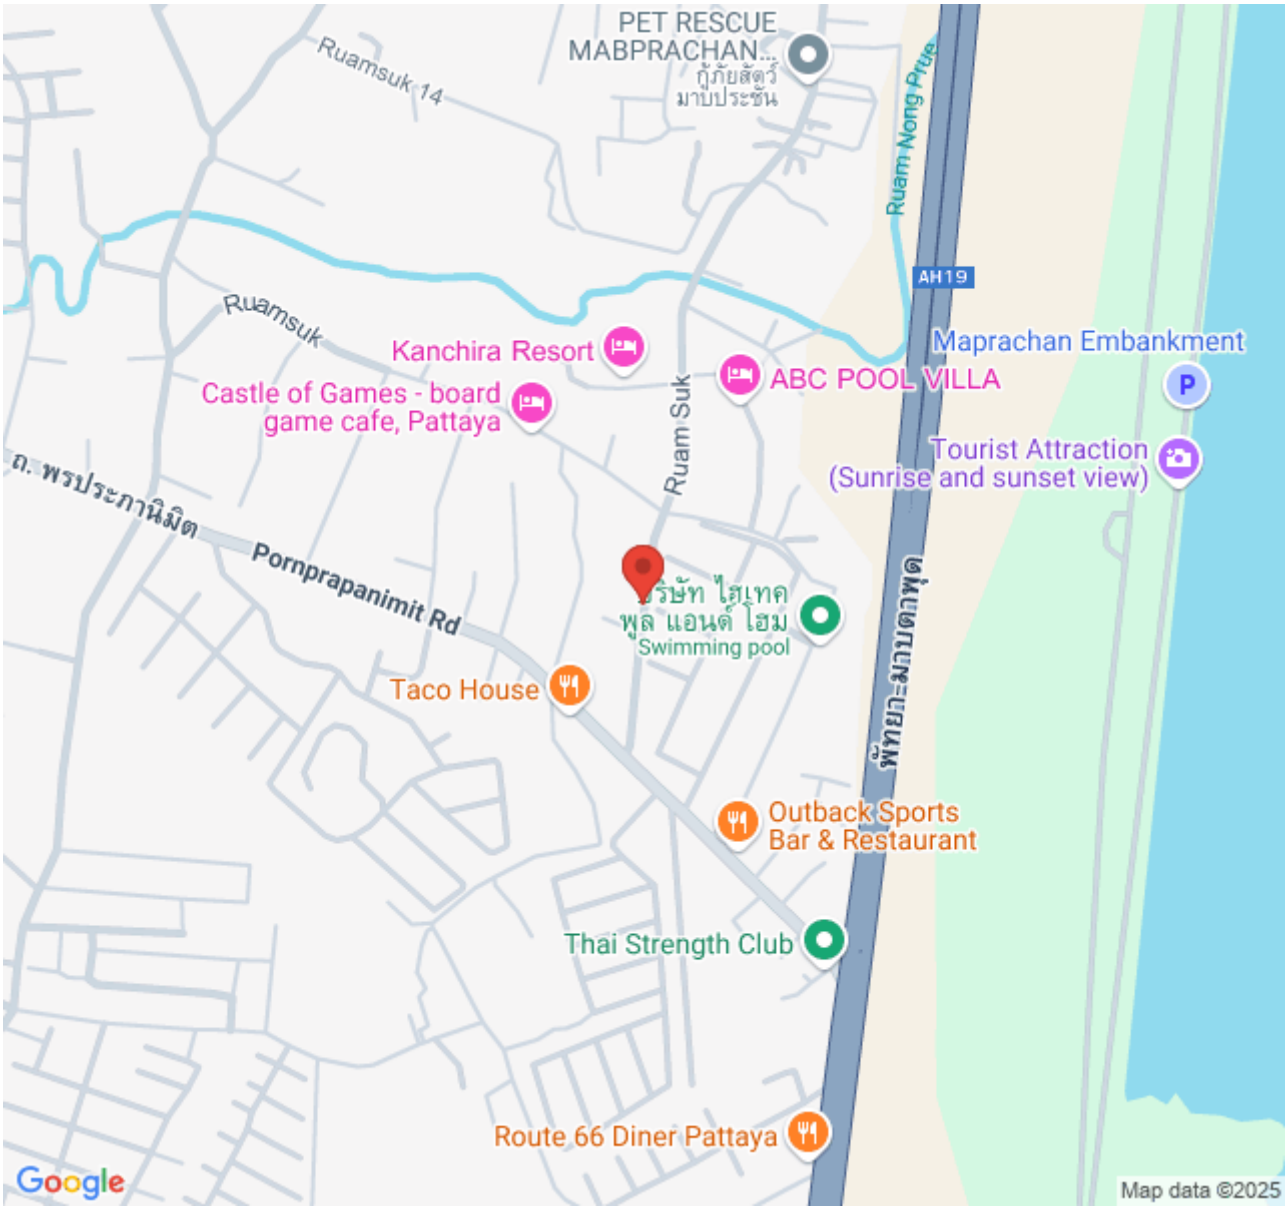 PET RESCUE
MABPRACHAN...
กู้ภัยสัตว์
มาบประชัน
Ruamsuk 14
Ruam Nong Prue
AH19
Ruamsuk
Kanchira Resort
Maprachan Embankment
P
ABC POOL VILLA
Castle of Games - board
game cafe, Pattaya
Ruam Suk
Tourist Attraction
(Sunrise and sunset view)
ถ. พรประภานิมิต
Pornprapanimit Rd
พัทยา-มาบตาพุด
ริษัท ไฮเทค
พูล แอนด์ โฮม
Swimming pool
Taco House
Outback Sports
Bar & Restaurant
Thai Strength Club
Route 66 Diner Pattaya
Google
Map data ©2025